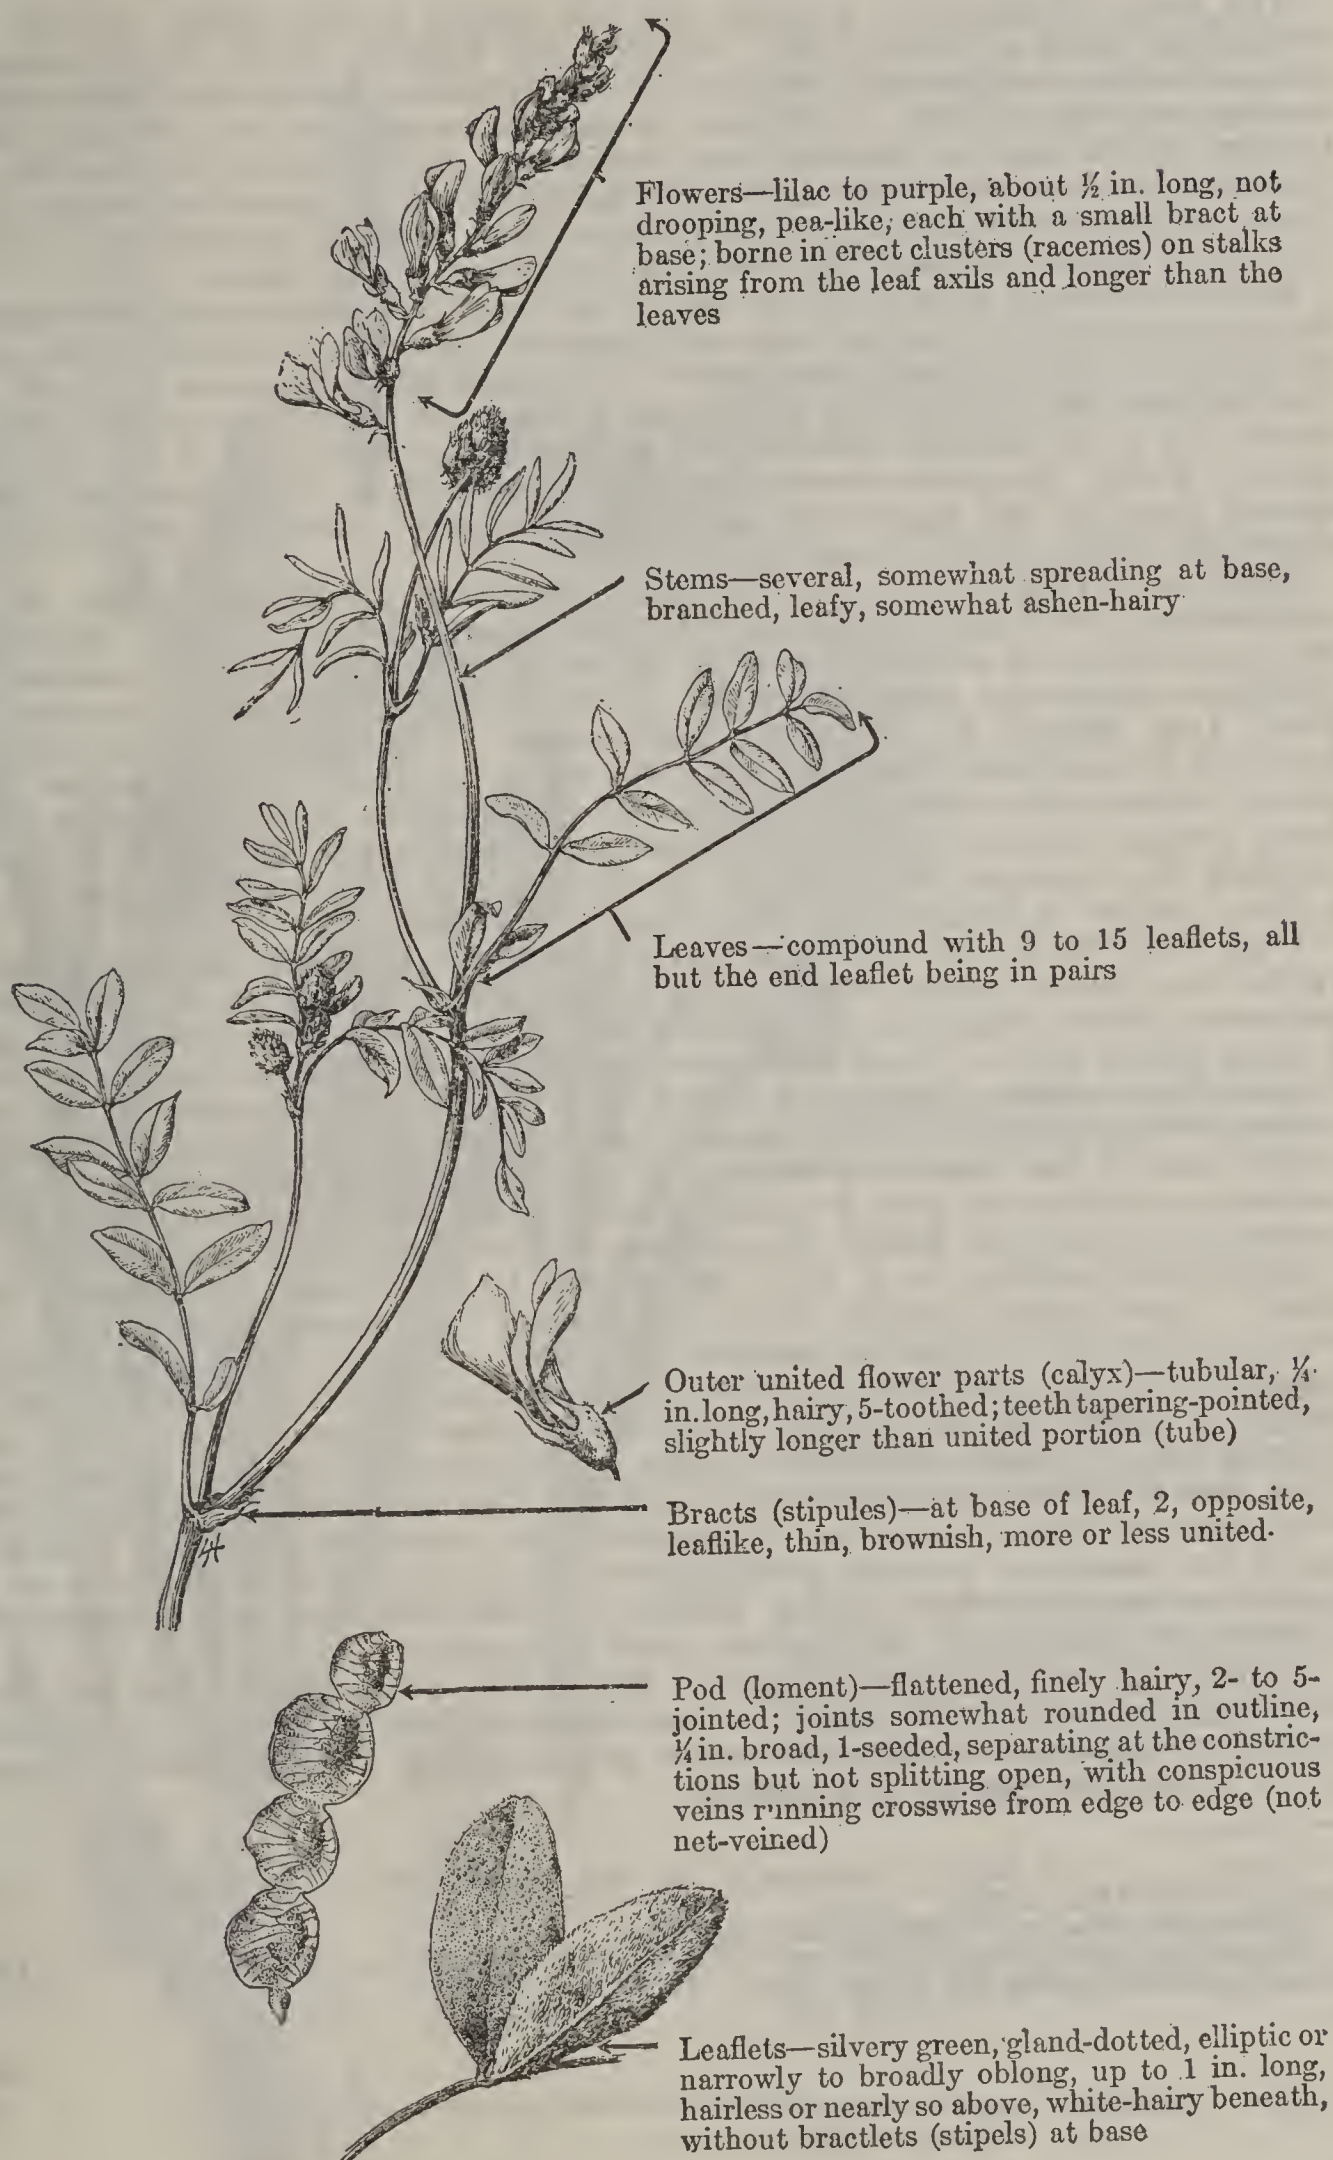 Flowers—lilac to purple, about ½ in. long, not
drooping, pea-like; each with a small bract at
base; borne in erect clusters (racemes) on stalks
arising from the leaf axils and longer than the
leaves
Stems—several, somewhat spreading at base,
branched, leafy, somewhat ashen-hairy
Leaves—compound with 9 to 15 leaflets, all
but the end leaflet being in pairs
Outer united flower parts (calyx)—tubular, ¼
in. long, hairy, 5-toothed; teeth tapering-pointed,
slightly longer than united portion (tube)
Bracts (stipules)—at base of leaf, 2, opposite,
leaflike, thin, brownish, more or less united.
Pod (loment)—flattened, finely hairy, 2- to 5-
jointed; joints somewhat rounded in outline,
¼ in. broad, 1-seeded, separating at the constric-
tions but not splitting open, with conspicuous
veins running crosswise from edge to edge (not
net-veined)
Leaflets—silvery green, gland-dotted, elliptic or
narrowly to broadly oblong, up to 1 in. long,
hairless or nearly so above, white-hairy beneath,
without bractlets (stipels) at base